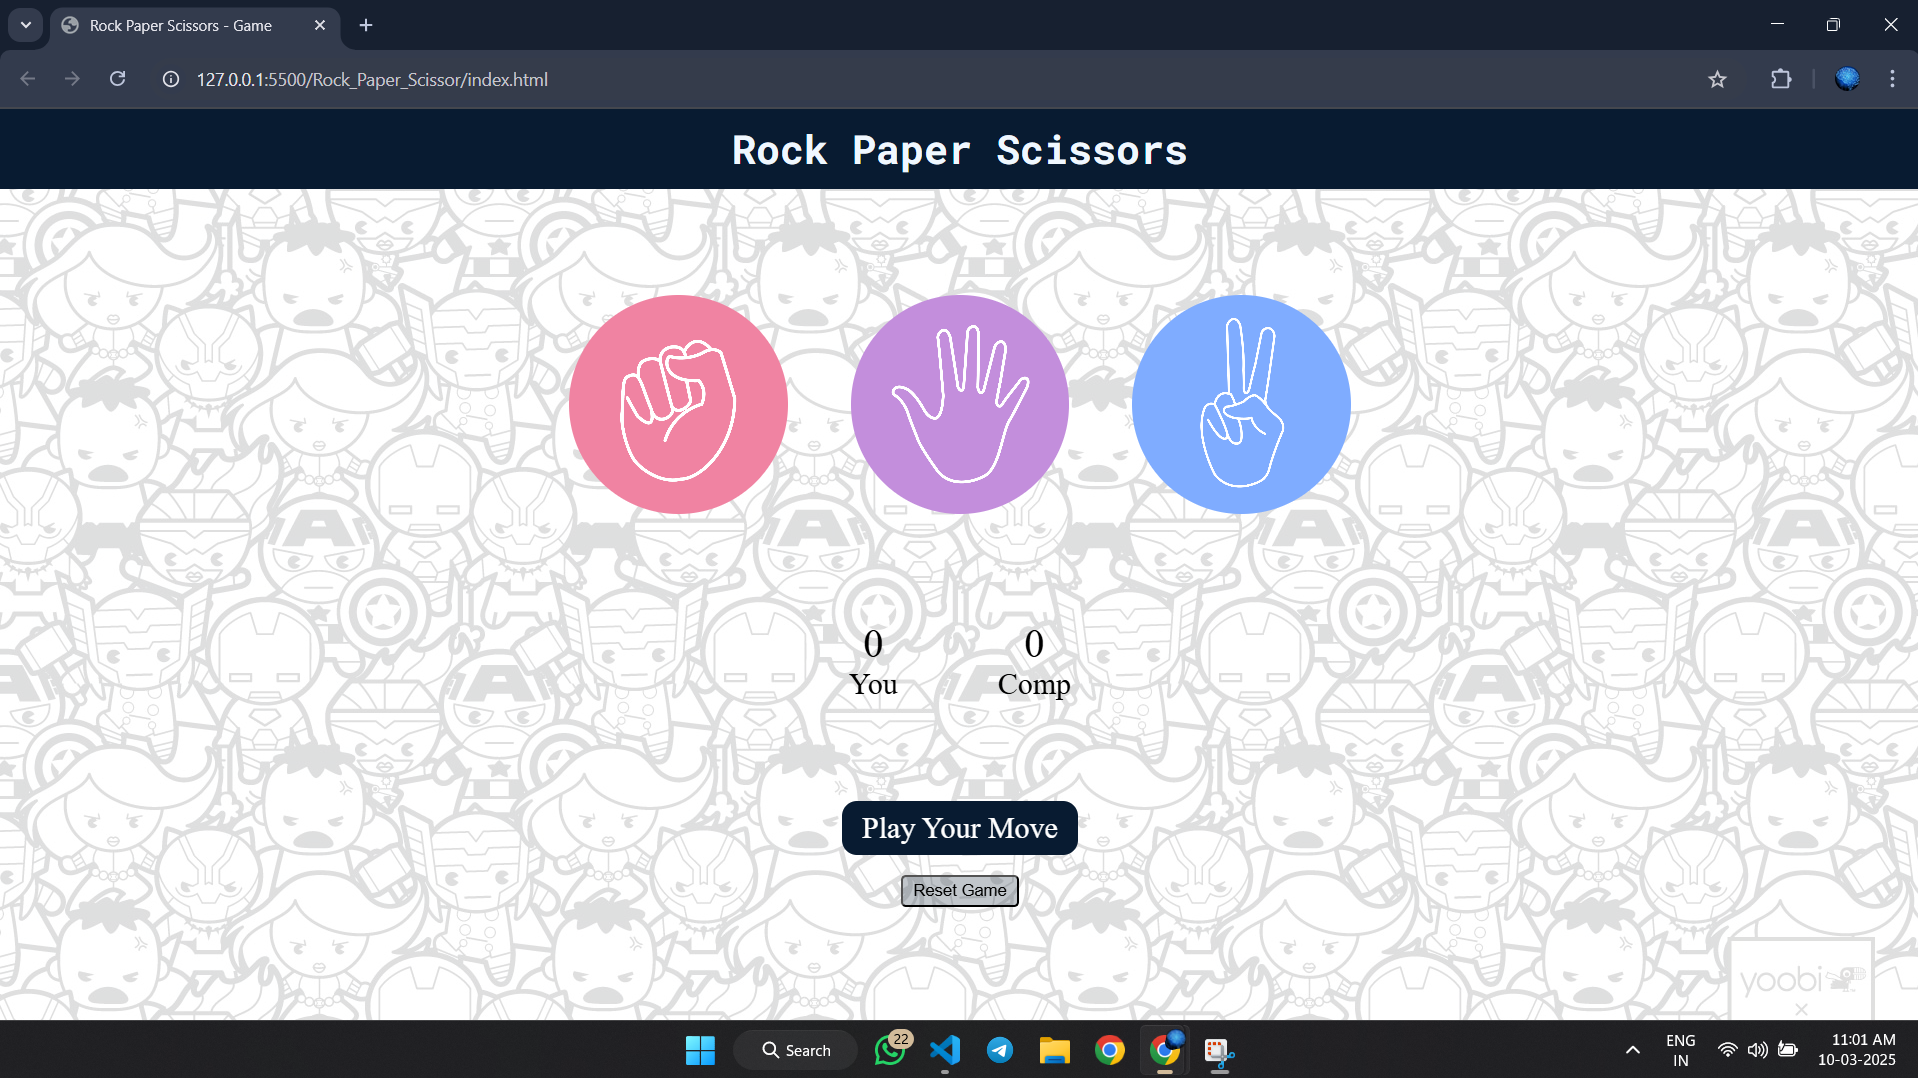 Rock Paper Scissors - Game
127.0.0.1:5500/Rock_Paper_Scissor/index.html
Rock Paper Scissors
A
A
0
0
You
Comp
A
A
Play Your Move
Reset Game
yoobi
22
Search
ENG
IN
11:01 AM
10-03-2025